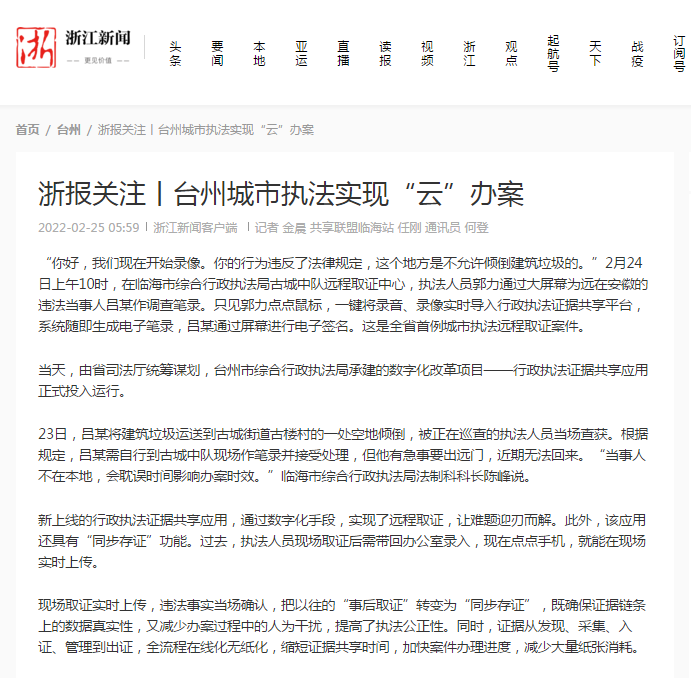 浙江新闻
更见价值
头条 要闻 本地 亚运 直播 读报 视频 浙江 观点 起航号 天下 战疫 订阅号
首页 / 台州 / 浙报关注丨台州城市执法实现“云”办案
浙报关注丨台州城市执法实现“云”办案
2022-02-25 05:59 | 浙江新闻客户端 | 记者 金晨 共享联盟临海站 任刚 通讯员 何登
“你好，我们现在开始录像。你的行为违反了法律规定，这个地方是不允许倾倒建筑垃圾的。”2月24
日上午10时，在临海市综合行政执法局古城中队远程取证中心，执法人员郭力通过大屏幕为远在安徽的
违法当事人吕某作调查笔录。只见郭力点点鼠标，一键将录音、录像实时导入行政执法证据共享平台，
系统随即生成电子笔录，吕某通过屏幕进行电子签名。这是全省首例城市执法远程取证案件。
当天，由省司法厅统筹谋划，台州市综合行政执法局承建的数字化改革项目——行政执法证据共享应用
正式投入运行。
23日，吕某将建筑垃圾运送到古城街道古楼村的一处空地倾倒，被正在巡查的执法人员当场查获。根据
规定，吕某需自行到古城中队现场作笔录并接受处理，但他有急事要出远门，近期无法回来。“当事人
不在本地，会耽误时间影响办案时效。”临海市综合行政执法局法制科科长陈峰说。
新上线的行政执法证据共享应用，通过数字化手段，实现了远程取证，让难题迎刃而解。此外，该应用
还具有“同步存证”功能。过去，执法人员现场取证后需带回办公室录入，现在点点手机，就能在现场
实时上传。
现场取证实时上传，违法事实当场确认，把以往的“事后取证”转变为“同步存证”，既确保证据链条
上的数据真实性，又减少办案过程中的人为干扰，提高了执法公正性。同时，证据从发现、采集、入
证、管理到出证，全流程在线化无纸化，缩短证据共享时间，加快案件办理进度，减少大量纸张消耗。